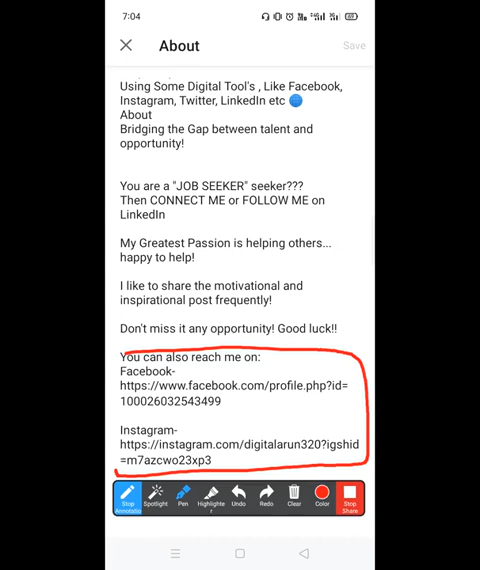 7:04
About
Save
Using Some Digital Tool's , Like Facebook,
Instagram, Twitter, LinkedIn etc
About
Bridging the Gap between talent and
opportunity!
You are a "JOB SEEKER" seeker???
Then CONNECT ME or FOLLOW ME on
LinkedIn
My Greatest Passion is helping others...
happy to help!
I like to share the motivational and
inspirational post frequently!
Don't miss it any opportunity! Good luck!!
You can also reach me on:
Facebook-
https://www.facebook.com/profile.php?id=
100026032543499
Instagram-
https://instagram.com/digitalarun320?igshid
=m7azcwo23xp3
Stop Annotatio
Spotlight
Pen
Highlighte
r
Undo
Redo
Clear
Color
Stop Share